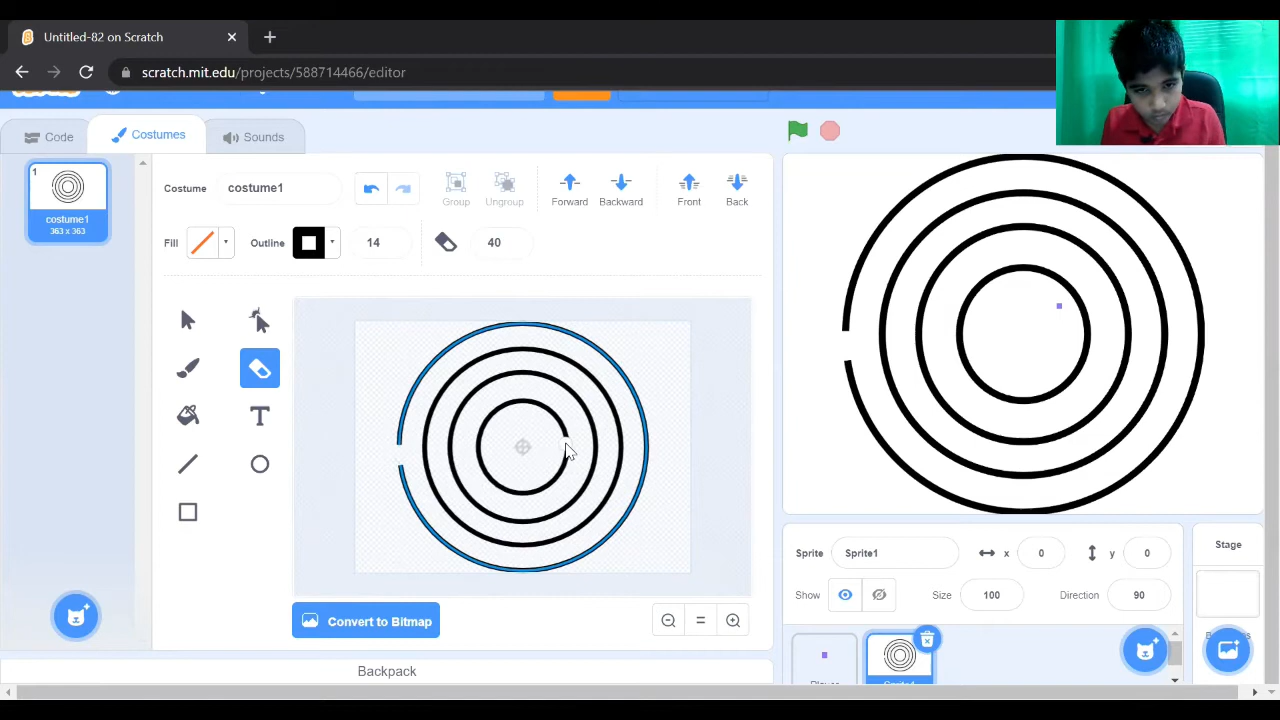 Untitled-82 on Scratch
scratch.mit.edu/projects/588714466/editor
Code
Costumes
Sounds
1
costume1
363 x 363
Costume
costume1
Group
Ungroup
Forward
Backward
Front
Back
Fill
Outline
14
40
Convert to Bitmap
Backpack
Sprite
Sprite1
x
0
y
0
Show
Size
100
Direction
90
Stage